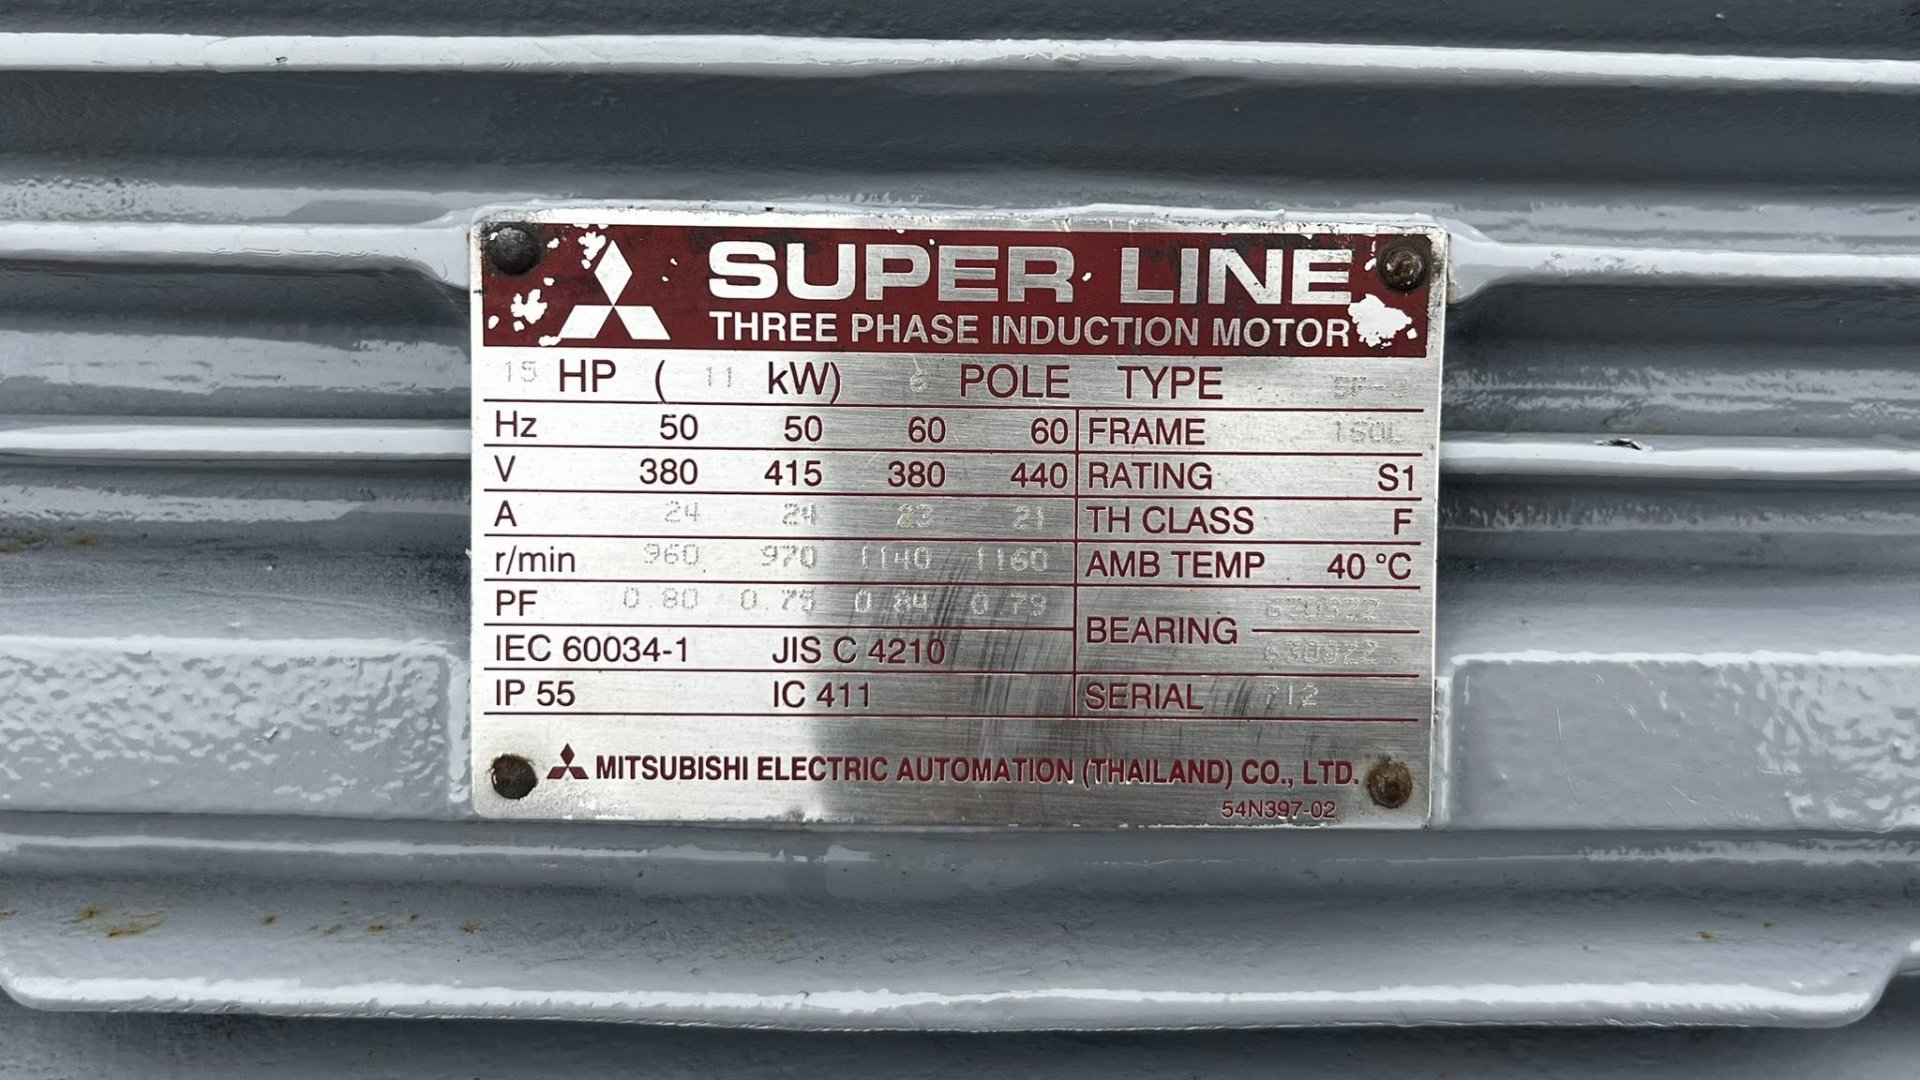 SUPER LINE
THREE PHASE INDUCTION MOTOR
15 HP ( 11 kW) 6 POLE TYPE
Hz 50 50 60 60 FRAME
V 380 415 380 440 RATING S1
A 24 24 23 21 TH CLASS F
r/min 960 970 1140 1160 AMB TEMP 40 °C
PF 0.80 0.75 0.84 0.79
BEARING
IEC 60034-1 JIS C 4210
IP 55 IC 411 SERIAL 712
MITSUBISHI ELECTRIC AUTOMATION (THAILAND) CO., LTD.
54N397-02